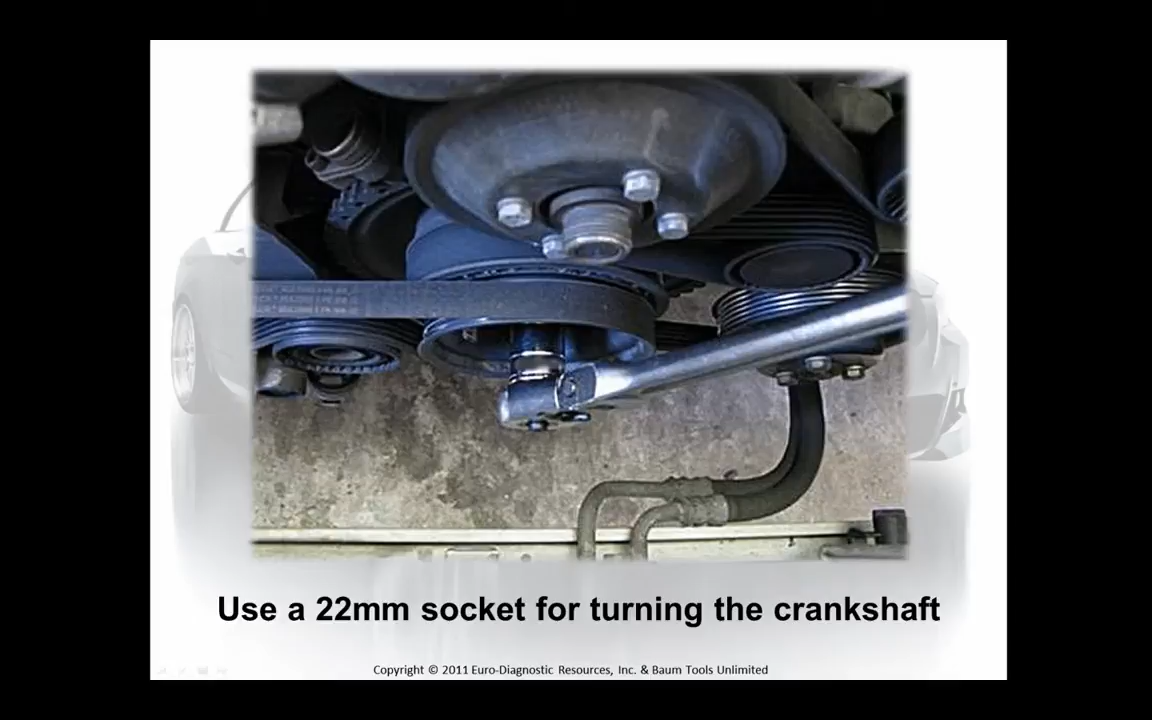 Use a 22mm socket for turning the crankshaft
Copyright © 2011 Euro-Diagnostic Resources, Inc. & Baum Tools Unlimited